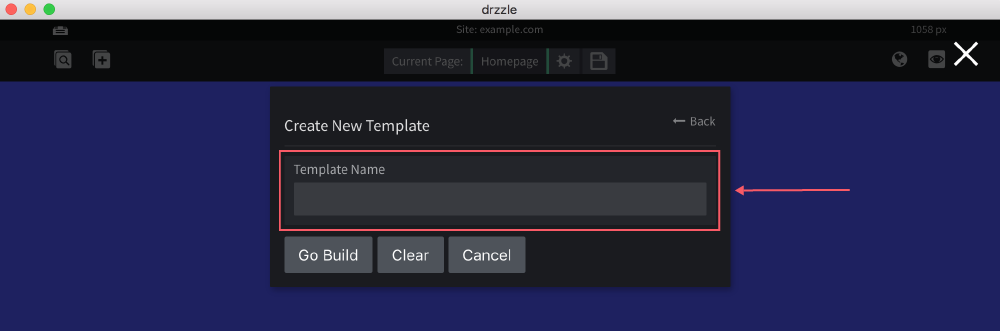 drzzle
Site: example.com
1058 px
Current Page:
Homepage
Create New Template
Back
Template Name
Go Build
Clear
Cancel